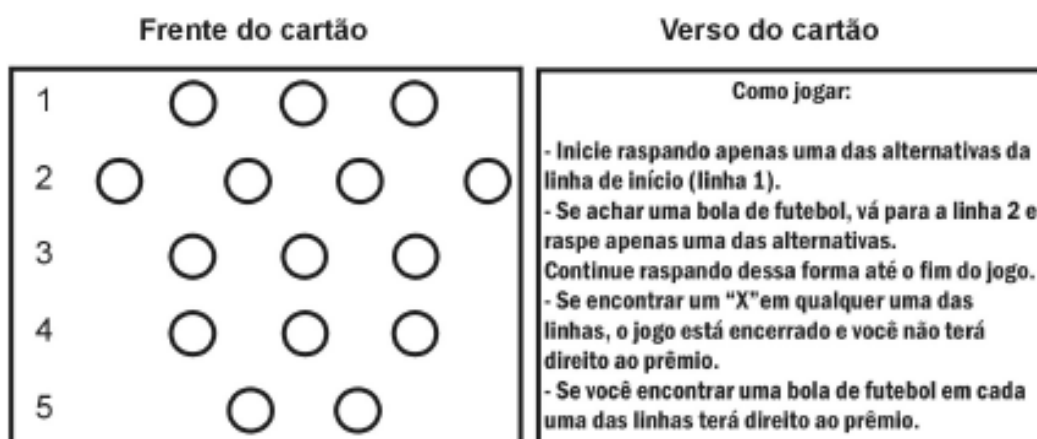 Frente do cartão
1
2
3
4
5
Verso do cartão
Como jogar:
- Inicie raspando apenas uma das alternativas da
linha de início (linha 1).
- Se achar uma bola de futebol, vá para a linha 2 e
raspe apenas uma das alternativas.
Continue raspando dessa forma até o fim do jogo.
- Se encontrar um “X”em qualquer uma das
linhas, o jogo está encerrado e você não terá
direito ao prêmio.
- Se você encontrar uma bola de futebol em cada
uma das linhas terá direito ao prêmio.